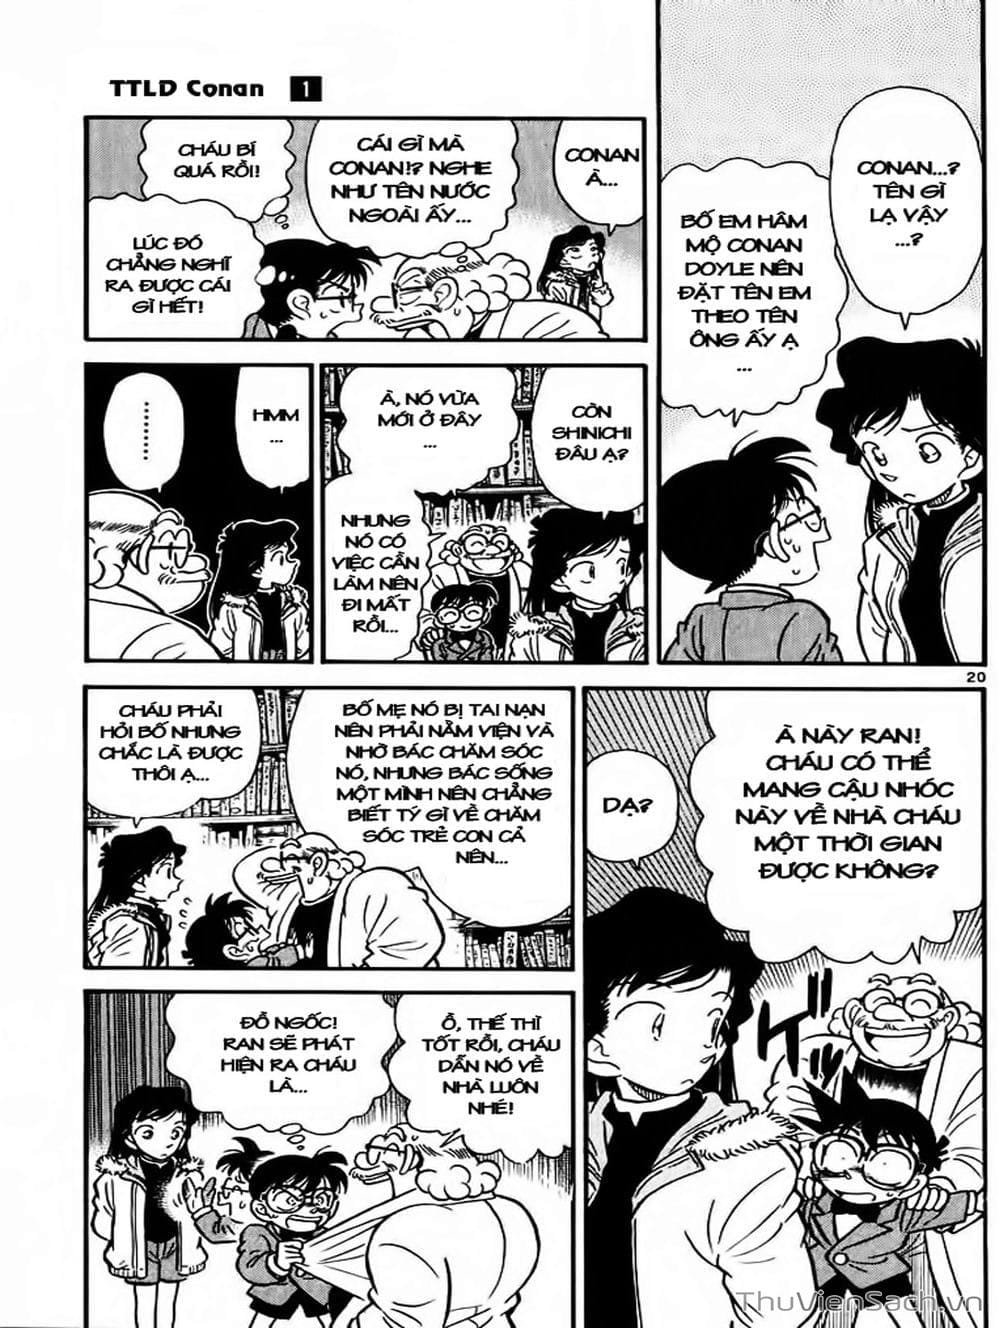 TTLD Conan 1
CONAN...?
TÊN GÌ
LẠ VẬY
...?
BỐ EM HÂM
MỘ CONAN
DOYLE NÊN
ĐẶT TÊN EM
THEO TÊN
ÔNG ẤY Ạ
...
CONAN
À...
CÁI GÌ MÀ
CONAN!? NGHE
NHƯ TÊN NƯỚC
NGOÀI ẤY...
CHÁU BÍ
QUÁ RỒI!
LÚC ĐÓ
CHẲNG NGHĨ
RA ĐƯỢC CÁI
GÌ HẾT!
CÒN
SHINICHI
ĐÂU Ạ?
À, NÓ VỪA
MỚI Ở ĐÂY
...
NHƯNG
NÓ CÓ
VIỆC CẦN
LÀM NÊN
ĐI MẤT
RỒI...
HMM
...
.........
20
À NÀY RAN!
CHÁU CÓ THỂ
MANG CẬU NHÓC
NÀY VỀ NHÀ CHÁU
MỘT THỜI GIAN
ĐƯỢC KHÔNG?
DẠ?
BỐ MẸ NÓ BỊ TAI NẠN
NÊN PHẢI NẰM VIỆN VÀ
NHỜ BÁC CHĂM SÓC
NÓ, NHƯNG BÁC SỐNG
MỘT MÌNH NÊN CHẲNG
BIẾT TÝ GÌ VỀ CHĂM
SÓC TRẺ CON CẢ
NÊN...
CHÁU PHẢI
HỎI BỐ NHƯNG
CHẮC LÀ ĐƯỢC
THÔI Ạ...
Ồ, THẾ THÌ
TỐT RỒI, CHÁU
DẪN NÓ VỀ
NHÀ LUÔN
NHÉ!
ĐỒ NGỐC!
RAN SẼ PHÁT
HIỆN RA CHÁU
LÀ...
ThuVienSach.vn